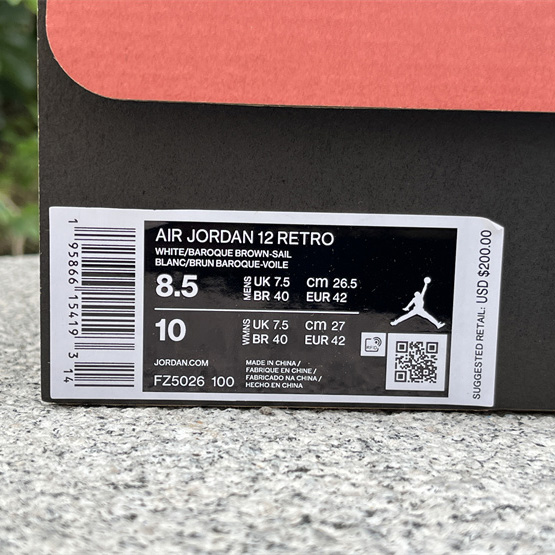 AIR JORDAN 12 RETRO
WHITE/BAROQUE BROWN-SAIL
BLANC/BRUN BAROQUE-VOILE
8.5 MENS UK 7.5 cm 26.5
BR 40 EUR 42
10 WMNS UK 7.5 cm 27
BR 40 EUR 42
JORDAN.COM
FZ5026 100
MADE IN CHINA /
FABRIQUE EN CHINE /
FABRICADO NA CHINA /
HECHO EN CHINA
1 95866 15419 3 14
SUGGESTED RETAIL: USD $200.00